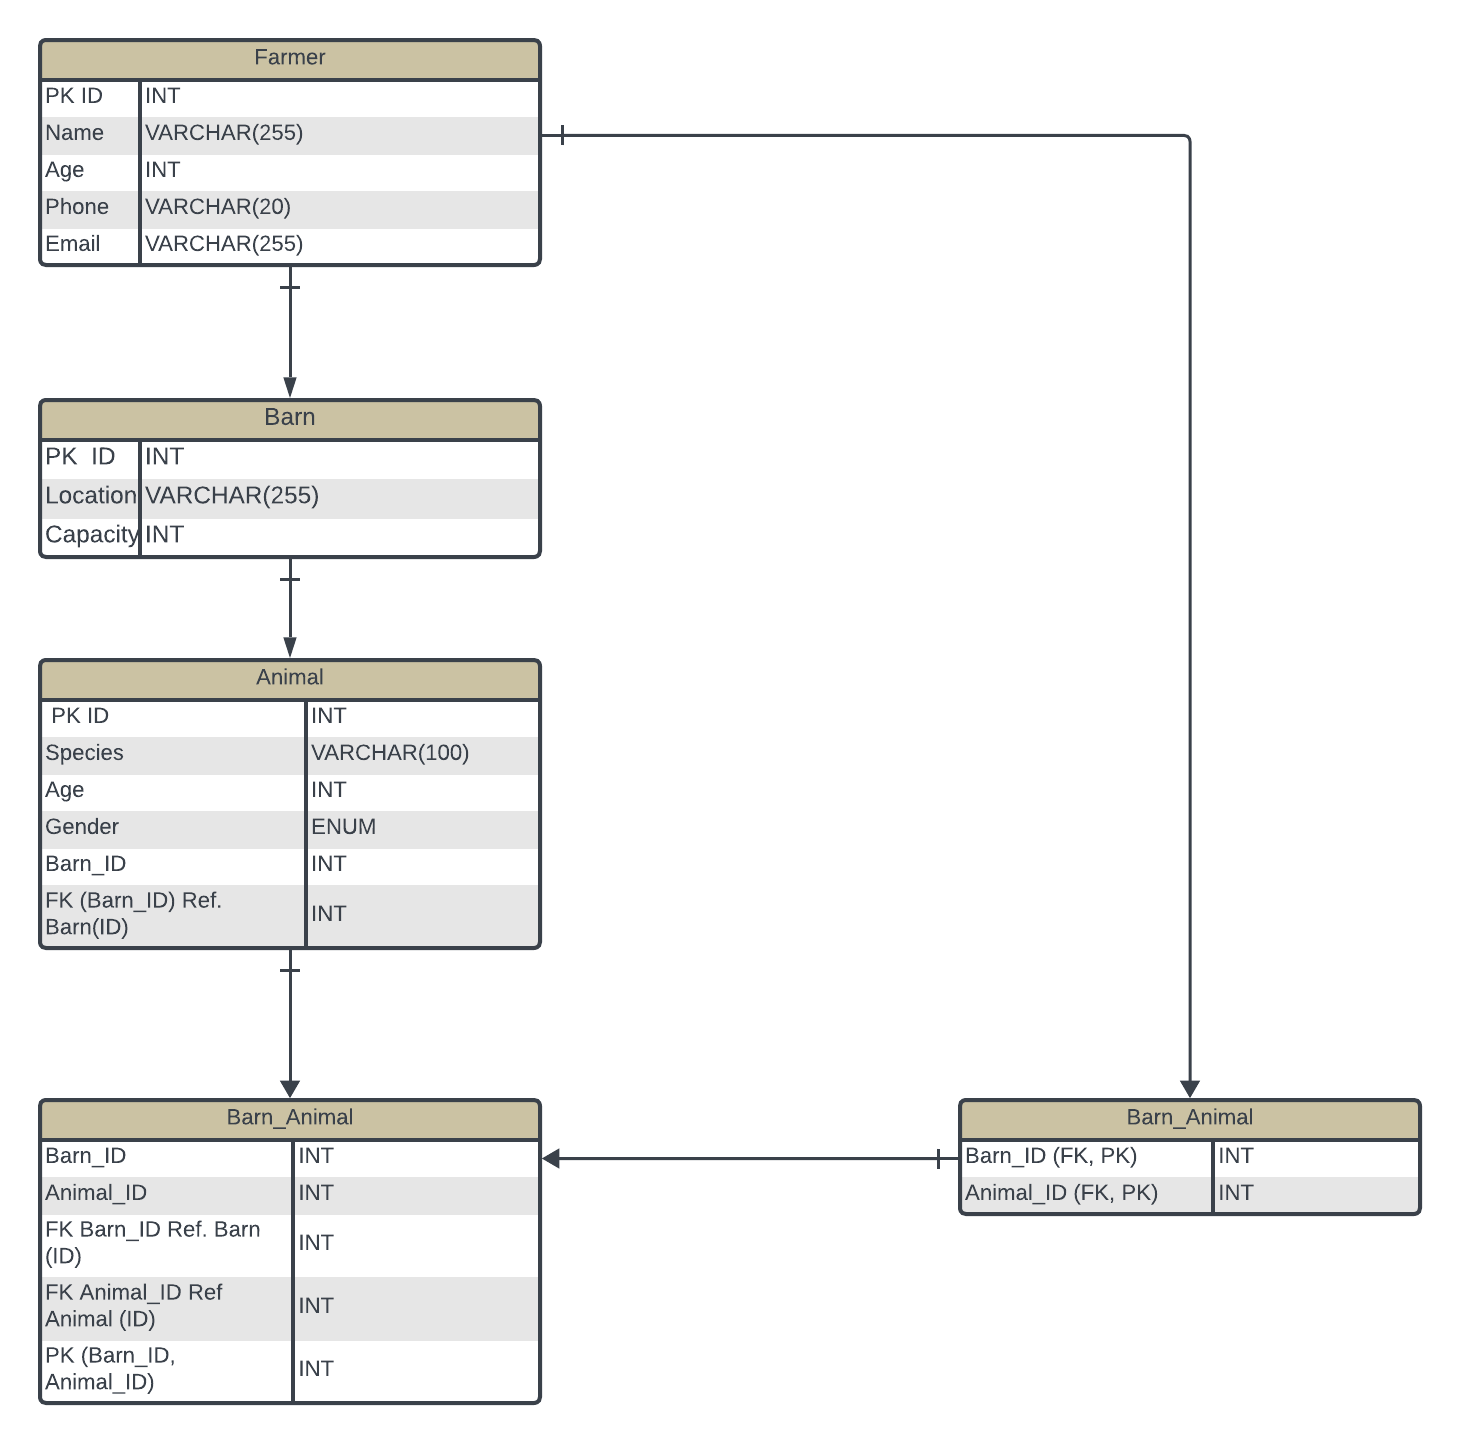 Farmer
PK ID INT
Name VARCHAR(255)
Age INT
Phone VARCHAR(20)
Email VARCHAR(255)
Barn
PK  ID INT
Location VARCHAR(255)
Capacity INT
Animal
PK ID INT
Species VARCHAR(100)
Age INT
Gender ENUM
Barn_ID INT
FK (Barn_ID) Ref.
Barn(ID)
INT
Barn_Animal
Barn_ID INT
Animal_ID INT
FK Barn_ID Ref. Barn
(ID)
INT
FK Animal_ID Ref
Animal (ID)
INT
PK (Barn_ID,
Animal_ID)
INT
Barn_Animal
Barn_ID (FK, PK) INT
Animal_ID (FK, PK) INT